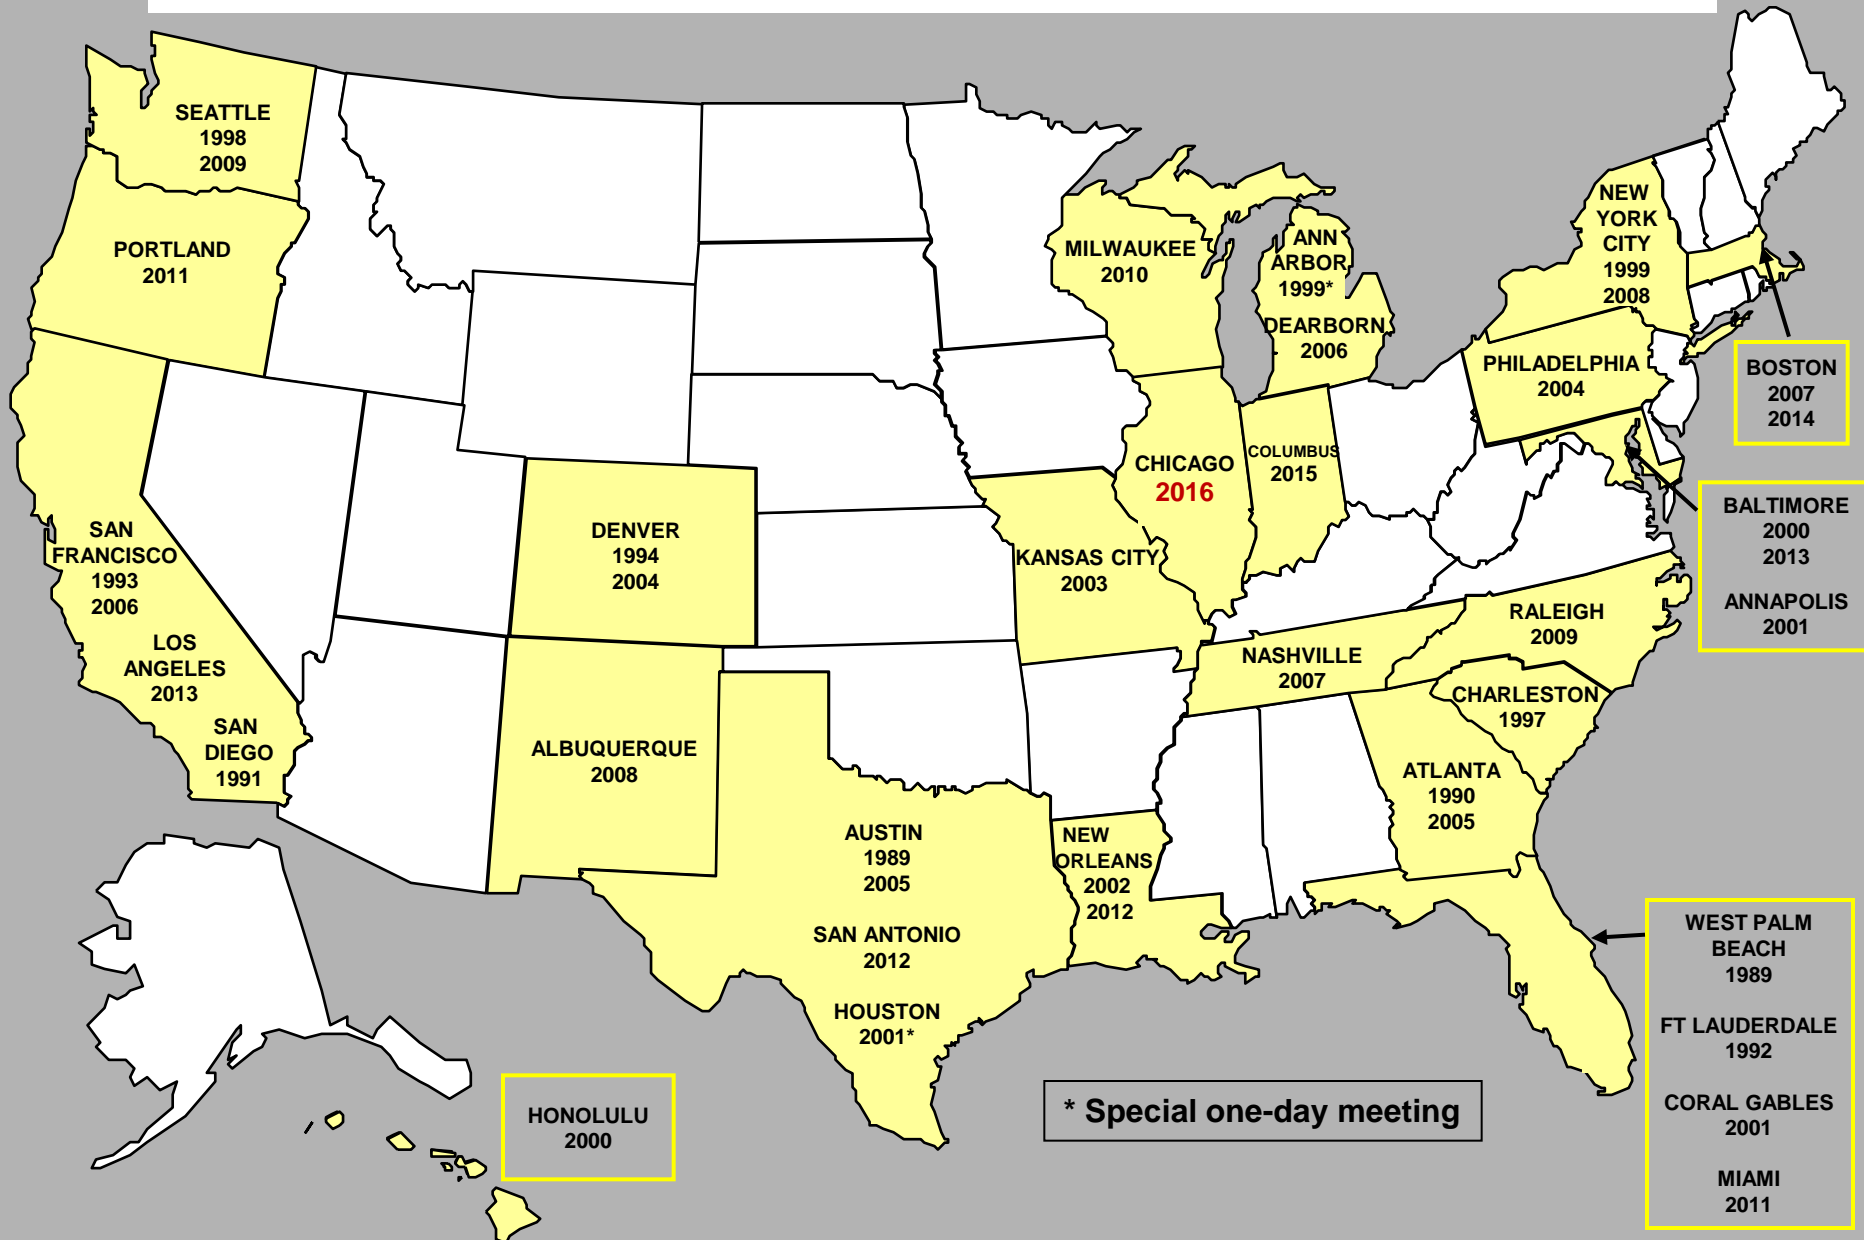 SEATTLE
1998
2009
PORTLAND
2011
SAN
FRANCISCO
1993
2006
LOS
ANGELES
2013
SAN
DIEGO
1991
DENVER
1994
2004
ALBUQUERQUE
2008
AUSTIN
1989
2005
SAN ANTONIO
2012
HOUSTON
2001*
HONOLULU
2000
KANSAS CITY
2003
NEW
ORLEANS
2002
2012
MILWAUKEE
2010
CHICAGO
2016
ANN
ARBOR
1999*
DEARBORN
2006
COLUMBUS
2015
NASHVILLE
2007
ATLANTA
1990
2005
CHARLESTON
1997
RALEIGH
2009
PHILADELPHIA
2004
NEW
YORK
CITY
1999
2008
BOSTON
2007
2014
BALTIMORE
2000
2013
ANNAPOLIS
2001
WEST PALM
BEACH
1989
FT LAUDERDALE
1992
CORAL GABLES
2001
MIAMI
2011
* Special one-day meeting